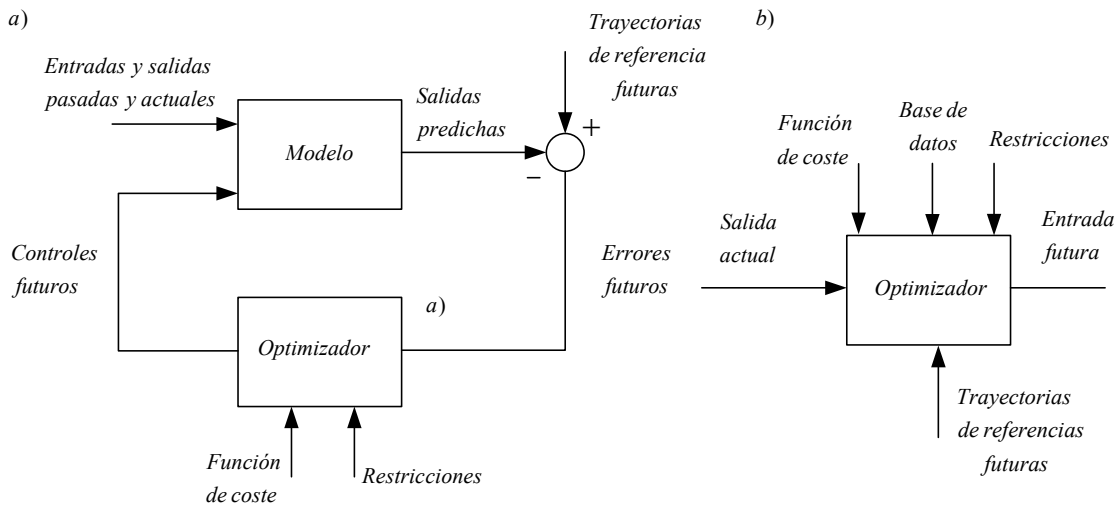 a)
Entradas y salidas
pasadas y actuales
Modelo
Salidas
predichas
Trayectorias
de referencia
futuras
+
−
Controles
futuros
Errores
futuros
a)
Optimizador
Función
de coste
Restricciones
b)
Función
de coste
Base de
datos
Restricciones
Salida
actual
Optimizador
Entrada
futura
Trayectorias
de referencias
futuras